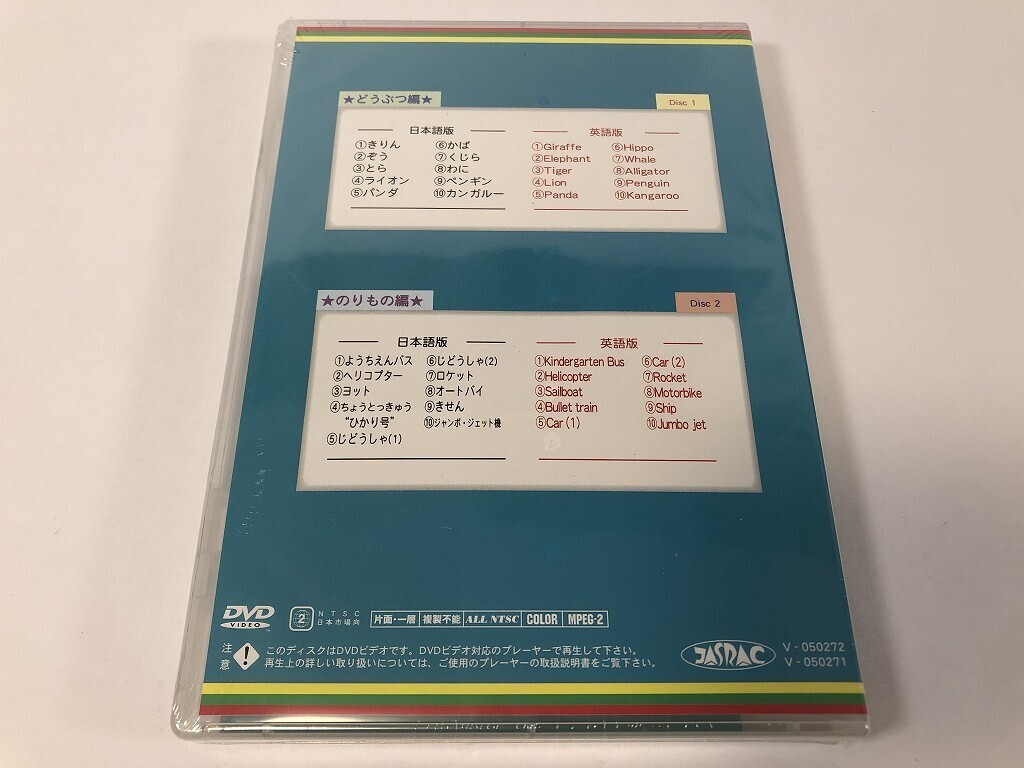 ★どうぶつ編★
Disc 1
日本語版
①きりん ⑥かば
②ぞう ⑦くじら
③とら ⑧わに
④ライオン ⑨ペンギン
⑤パンダ ⑩カンガルー
英語版
①Giraffe ⑥Hippo
②Elephant ⑦Whale
③Tiger ⑧Alligator
④Lion ⑨Penguin
⑤Panda ⑩Kangaroo
★のりもの編★
Disc 2
日本語版
①ようちえんバス ⑥じどうしゃ(2)
②ヘリコプター ⑦ロケット
③ヨット ⑧オートバイ
④ちょうとっきゅう ⑨きせん
“ひかり号” ⑩ジャンボ・ジェット機
⑤じどうしゃ(1)
英語版
①Kindergarten Bus ⑥Car(2)
②Helicopter ⑦Rocket
③Sailboat ⑧Motorbike
④Bullet train ⑨Ship
⑤Car(1) ⑩Jumbo jet
DVD
VIDEO
2
NTSC
日本市場向
片面・一層 複製不能 ALL NTSC COLOR MPEG-2
注意
!
このディスクはDVDビデオです。DVDビデオ対応のプレーヤーで再生して下さい。
再生上の詳しい取り扱いについては、ご使用のプレーヤーの取扱説明書をご覧下さい。
JASRAC
V-050272
V-050271